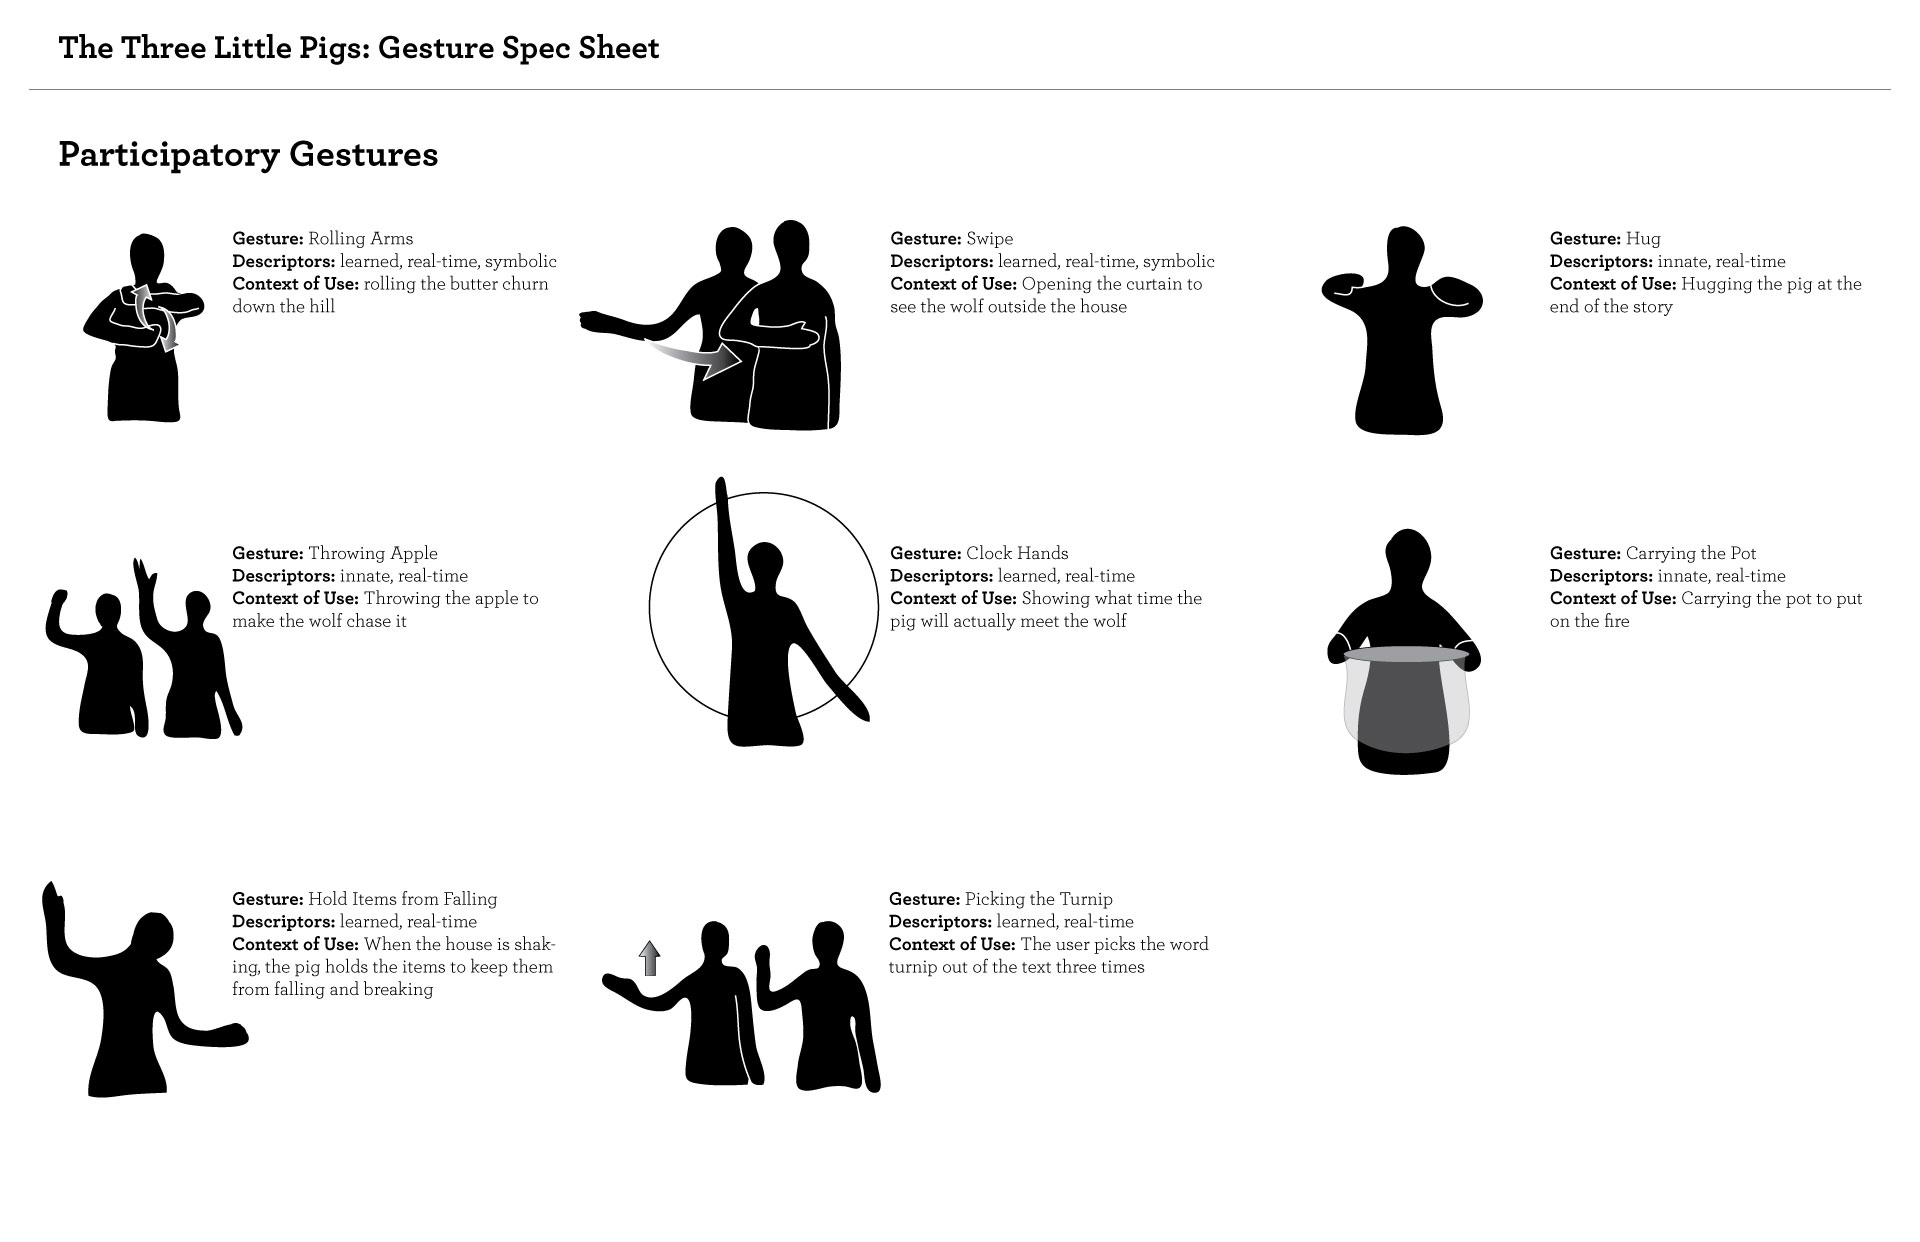 The Three Little Pigs: Gesture Spec Sheet
Participatory Gestures
Gesture: Rolling Arms
Descriptors: learned, real-time, symbolic
Context of Use: rolling the butter churn
down the hill
Gesture: Swipe
Descriptors: learned, real-time, symbolic
Context of Use: Opening the curtain to
see the wolf outside the house
Gesture: Hug
Descriptors: innate, real-time
Context of Use: Hugging the pig at the
end of the story
Gesture: Throwing Apple
Descriptors: innate, real-time
Context of Use: Throwing the apple to
make the wolf chase it
Gesture: Clock Hands
Descriptors: learned, real-time
Context of Use: Showing what time the
pig will actually meet the wolf
Gesture: Carrying the Pot
Descriptors: innate, real-time
Context of Use: Carrying the pot to put
on the fire
Gesture: Hold Items from Falling
Descriptors: learned, real-time
Context of Use: When the house is shak-
ing, the pig holds the items to keep them
from falling and breaking
Gesture: Picking the Turnip
Descriptors: learned, real-time
Context of Use: The user picks the word
turnip out of the text three times